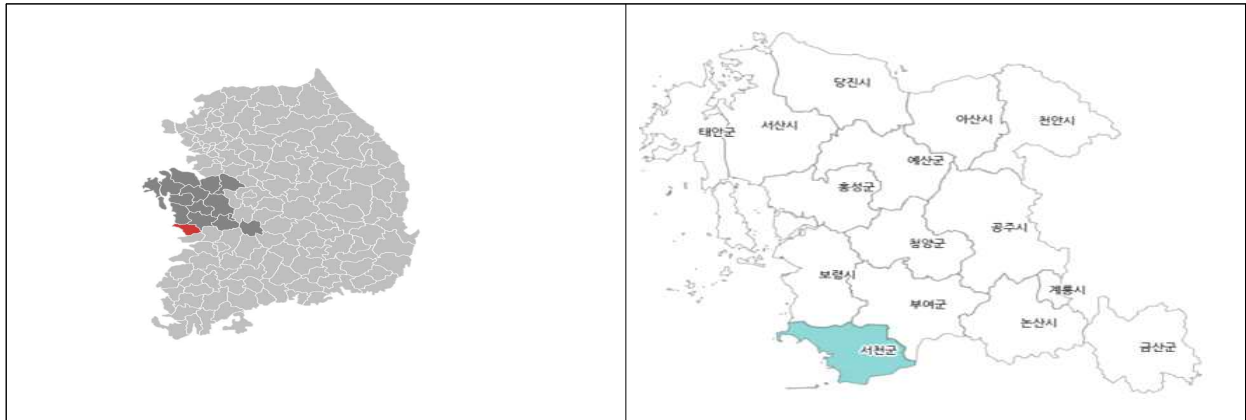 당진시
태안군
서산시
아산시
천안시
예산군
홍성군
공주시
청양군
보령시
부여군
계룡시
논산시
서천군
금산군